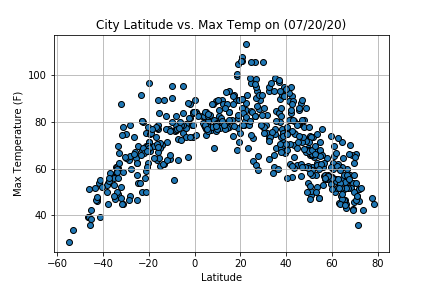 City Latitude vs. Max Temp on (07/20/20)
Max Temperature (F)
100
80
60
40
−60 −40 −20 0 20 40 60 80
Latitude